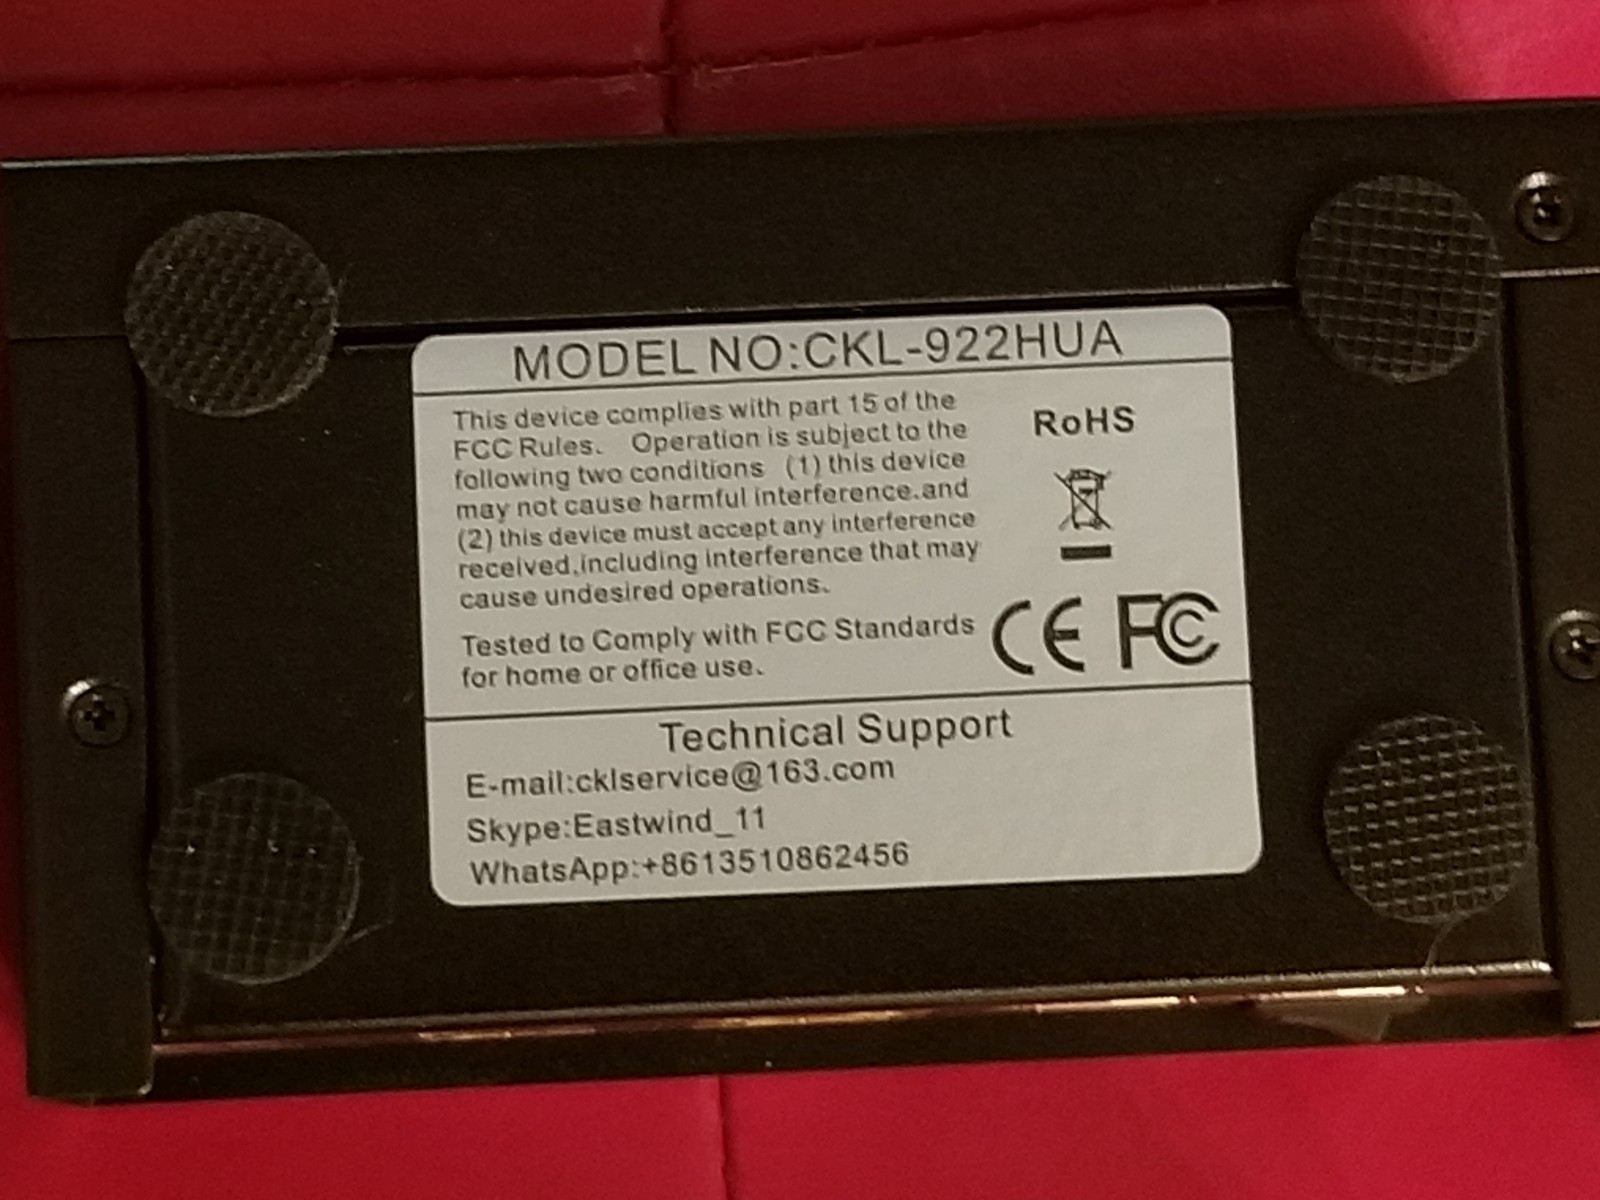 MODEL NO:CKL-922HUA
This device complies with part 15 of the
FCC Rules. Operation is subject to the
following two conditions (1) this device
may not cause harmful interference.and
(2) this device must accept any interference
received,including interference that may
cause undesired operations.
Tested to Comply with FCC Standards
for home or office use.
RoHS
CE FC
Technical Support
E-mail:cklservice@163.com
Skype:Eastwind_11
WhatsApp:+8613510862456